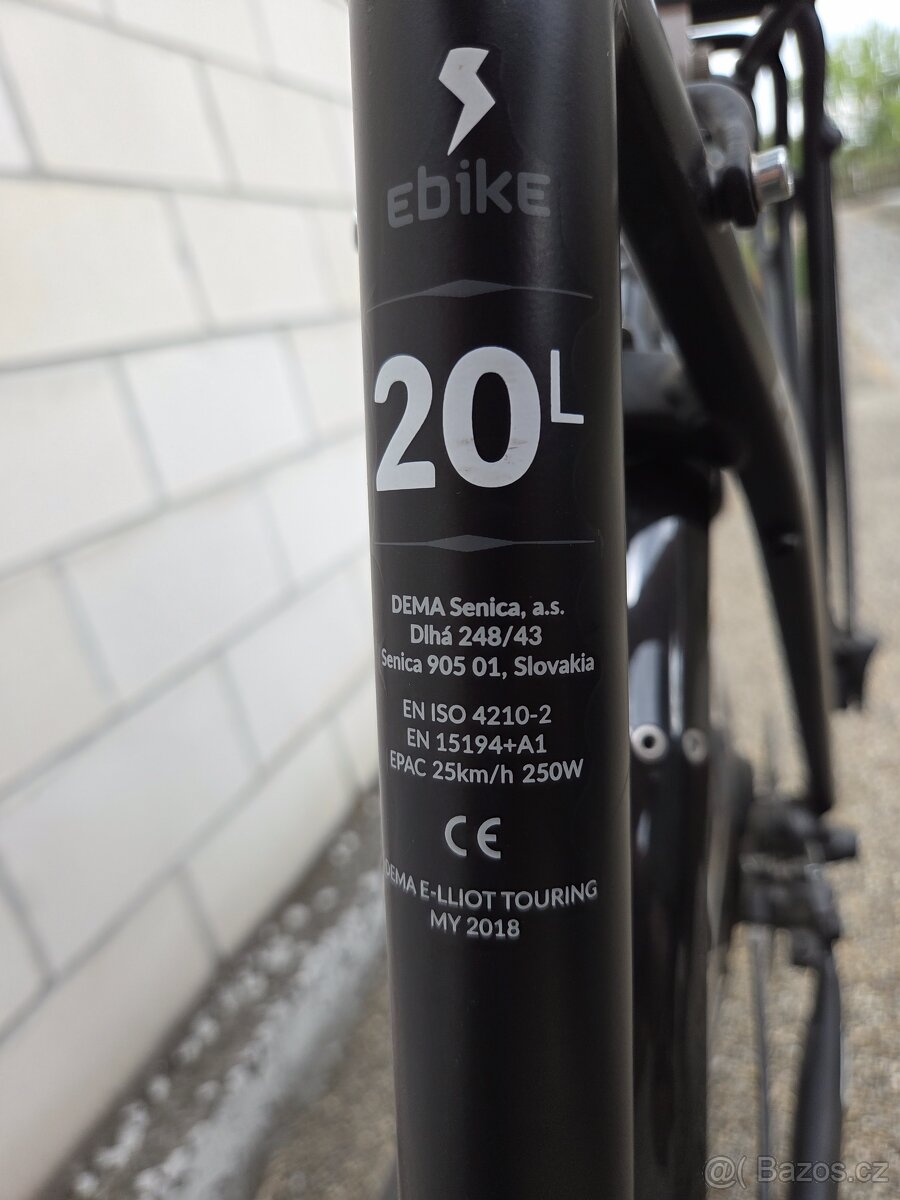 eBIKE
20L
DEMA Senica, a.s.
Dlhá 248/43
Senica 905 01, Slovakia
EN ISO 4210-2
EN 15194+A1
EPAC 25km/h 250W
CE
DEMA E-LLIOT TOURING
MY 2018
@( Bazos.cz